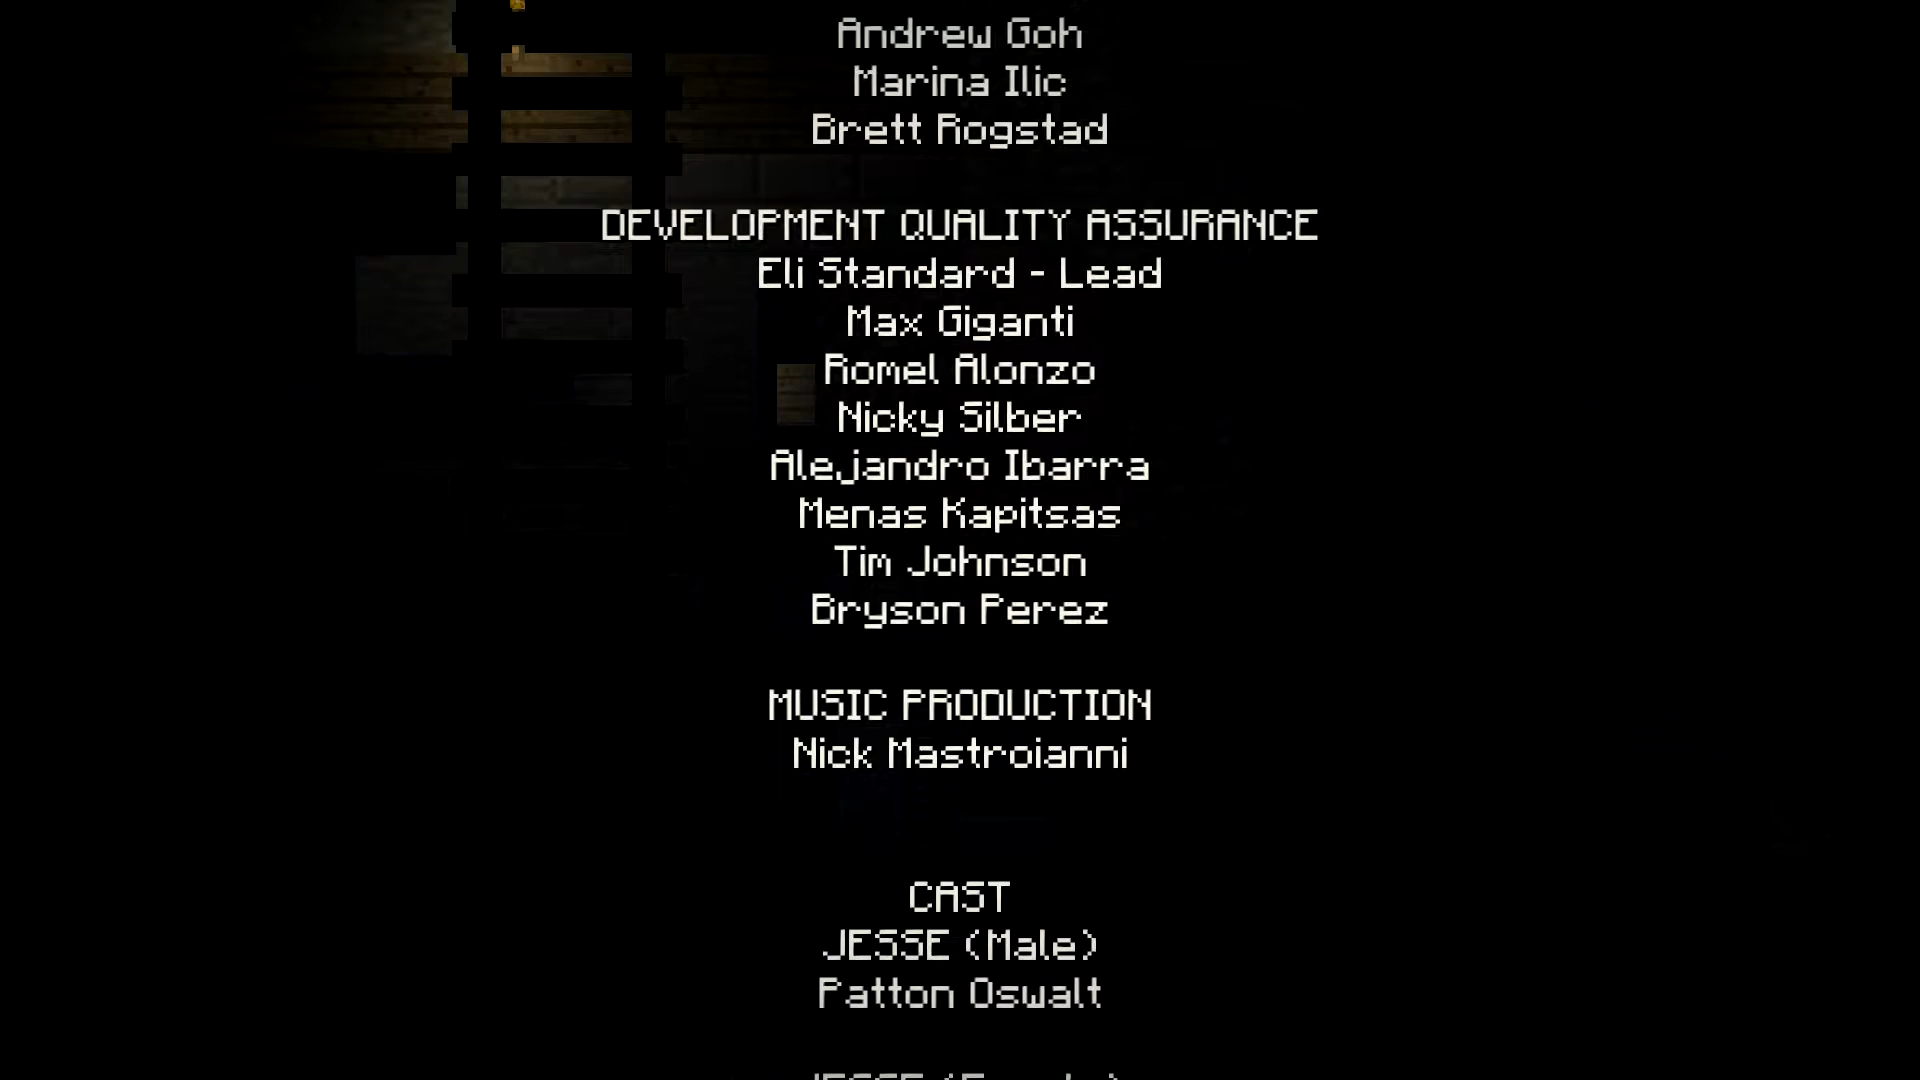 Andrew Goh
Marina Ilic
Brett Rogstad
DEVELOPMENT QUALITY ASSURANCE
Eli Standard - Lead
Max Giganti
Romel Alonzo
Nicky Silber
Alejandro Ibarra
Menas Kapitsas
Tim Johnson
Bryson Perez
MUSIC PRODUCTION
Nick Mastroianni
CAST
JESSE (Male)
Patton Oswalt